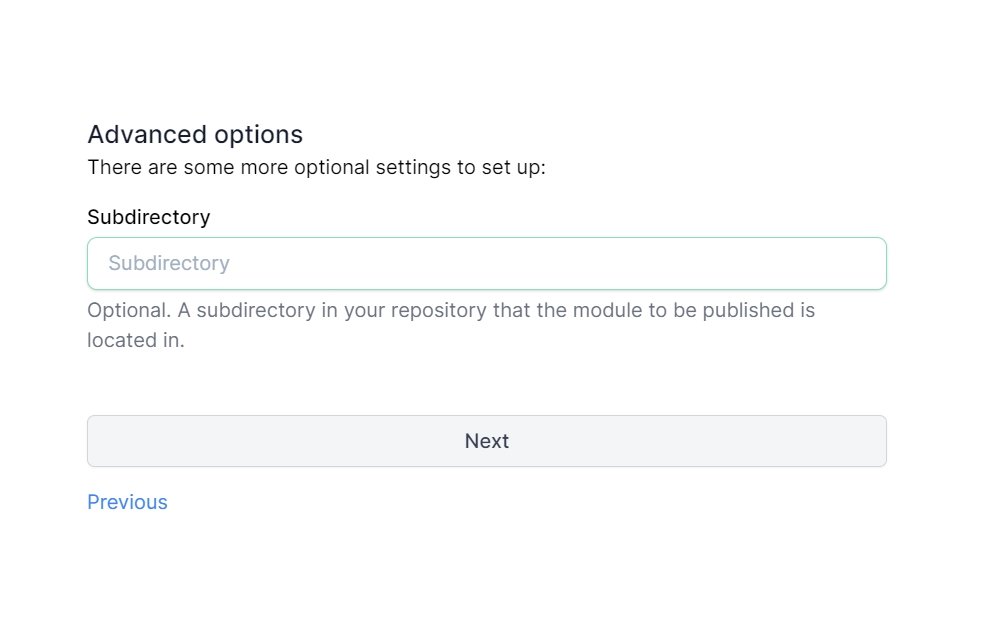 Advanced options
There are some more optional settings to set up:
Subdirectory
Subdirectory
Optional. A subdirectory in your repository that the module to be published is
located in.
Next
Previous